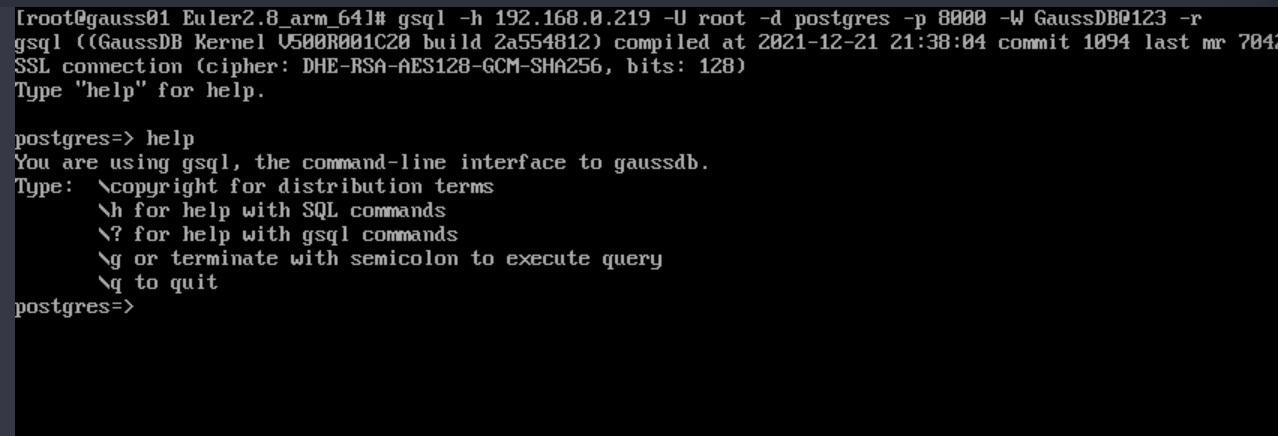 [root@gauss01 Euler2.8_arm_64]# gsql -h 192.168.0.219 -U root -d postgres -p 8000 -W GaussDB@123 -r
gsql ((GaussDB Kernel V500R001C20 build 2a554812) compiled at 2021-12-21 21:38:04 commit 1094 last mr 7042
SSL connection (cipher: DHE-RSA-AES128-GCM-SHA256, bits: 128)
Type "help" for help.
postgres=> help
You are using gsql, the command-line interface to gaussdb.
Type:  \copyright for distribution terms
       \h for help with SQL commands
       \? for help with gsql commands
       \g or terminate with semicolon to execute query
       \q to quit
postgres=>